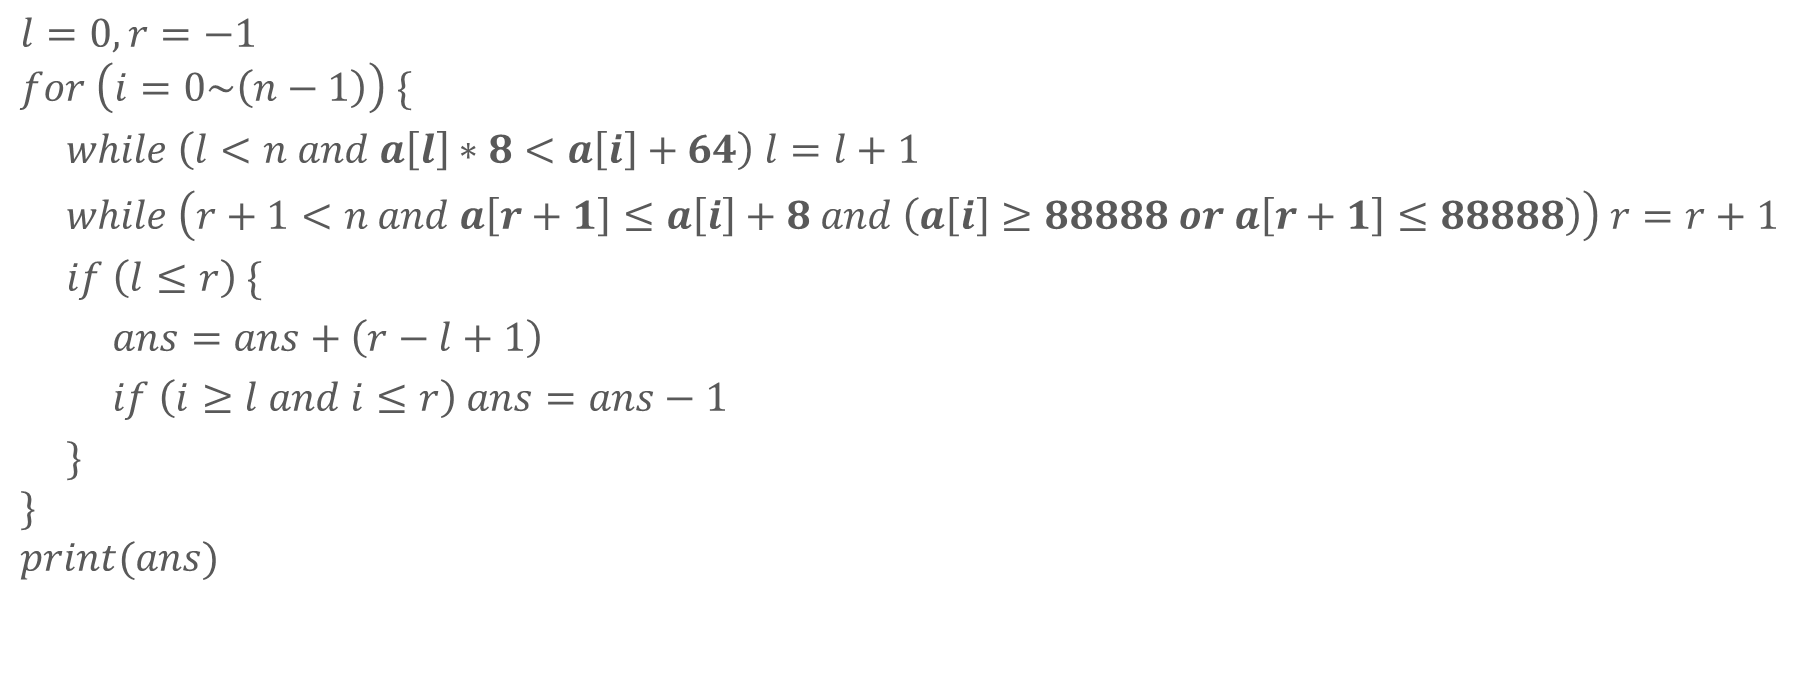 l = 0, r = −1
for (i = 0~(n − 1)) {
while (l < n and a[l] ∗ 8 < a[i] + 64) l = l + 1
while (r + 1 < n and a[r + 1] ≤ a[i] + 8 and (a[i] ≥ 88888 or a[r + 1] ≤ 88888)) r = r + 1
if (l ≤ r) {
ans = ans + (r − l + 1)
if (i ≥ l and i ≤ r) ans = ans − 1
}
}
print(ans)